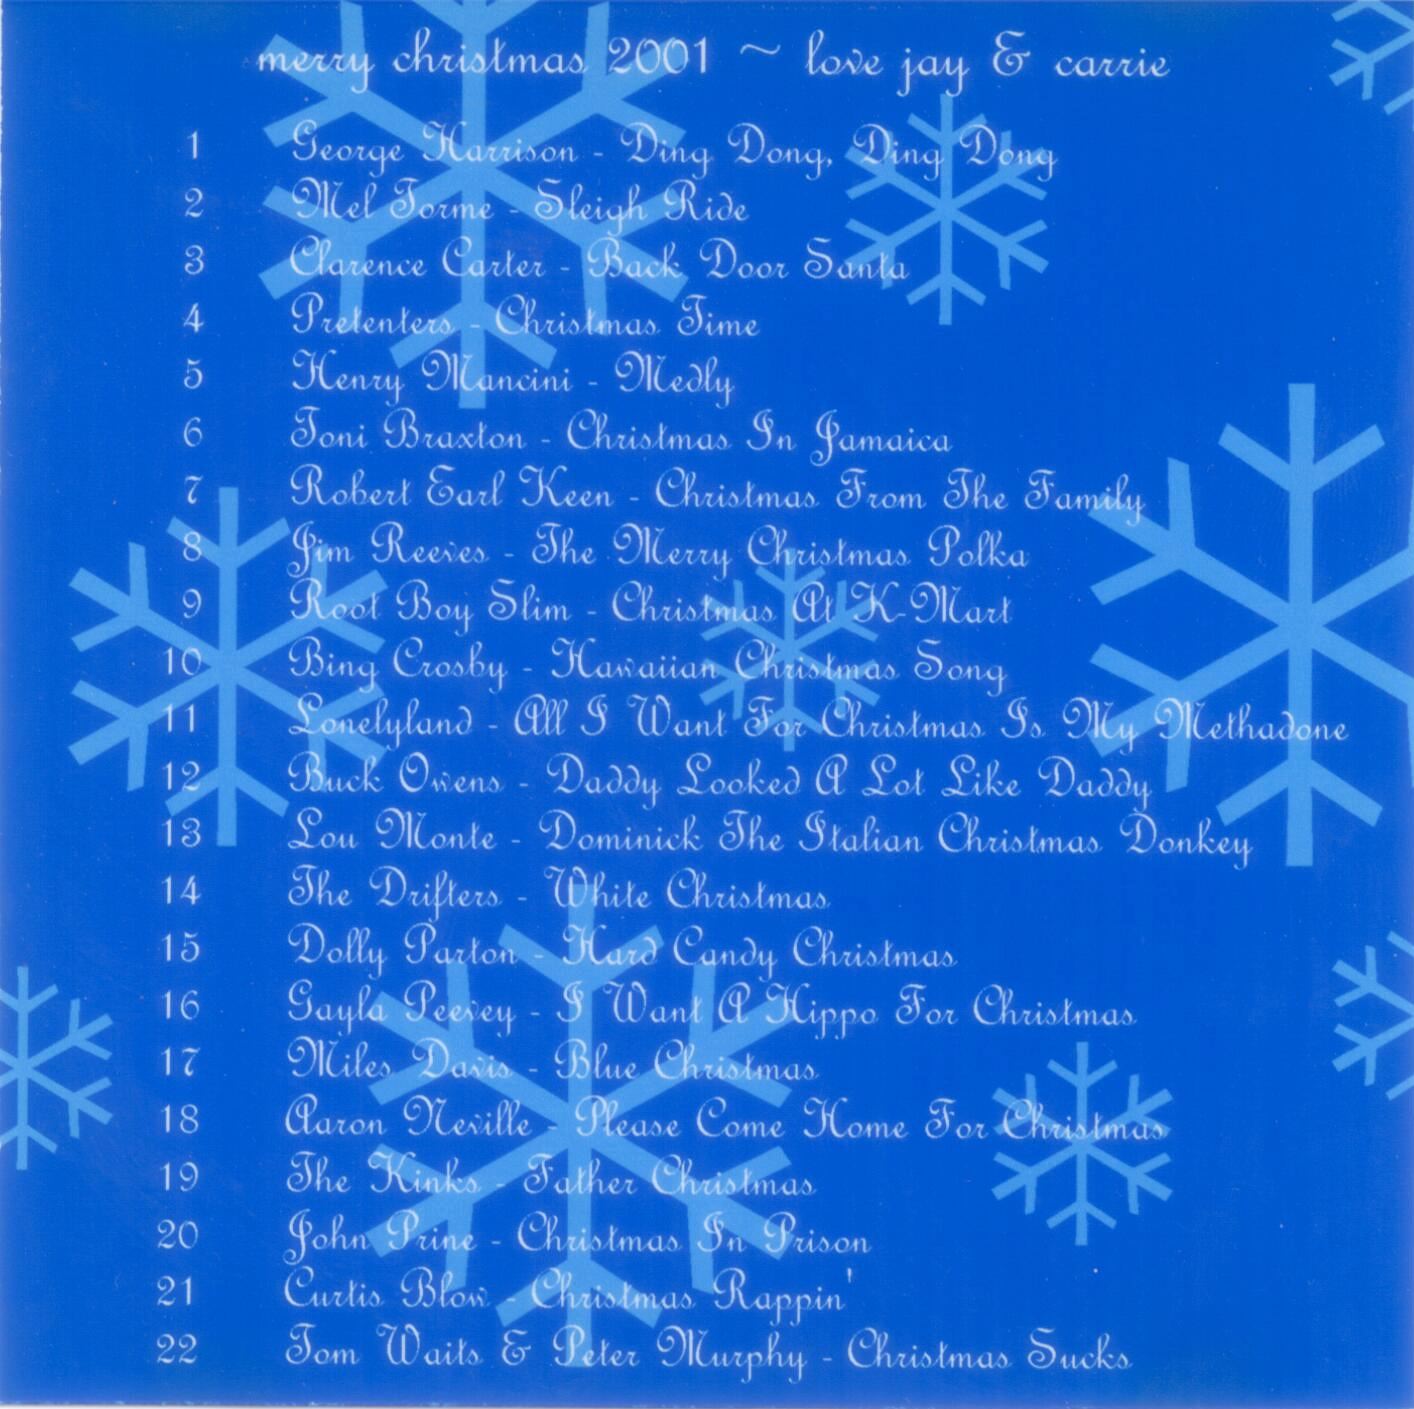 merry christmas 2001 ~ love jay & carrie
1 George Harrison - Ding Dong, Ding Dong
2 Mel Torme - Sleigh Ride
3 Clarence Carter - Back Door Santa
4 Pretenters - Christmas Time
5 Henry Mancini - Medly
6 Toni Braxton - Christmas In Jamaica
7 Robert Earl Keen - Christmas From The Family
8 Jim Reeves - The Merry Christmas Polka
9 Root Boy Slim - Christmas At K-Mart
10 Bing Crosby - Hawaiian Christmas Song
11 Lonelyland - All I Want For Christmas Is My Methadone
12 Buck Owens - Daddy Looked A Lot Like Daddy
13 Lou Monte - Dominick The Italian Christmas Donkey
14 The Drifters - White Christmas
15 Dolly Parton - Hard Candy Christmas
16 Gayla Peevey - I Want A Hippo For Christmas
17 Miles Davis - Blue Christmas
18 Aaron Neville - Please Come Home For Christmas
19 The Kinks - Father Christmas
20 John Prine - Christmas In Prison
21 Curtis Blow - Christmas Rappin'
22 Tom Waits & Peter Murphy - Christmas Sucks